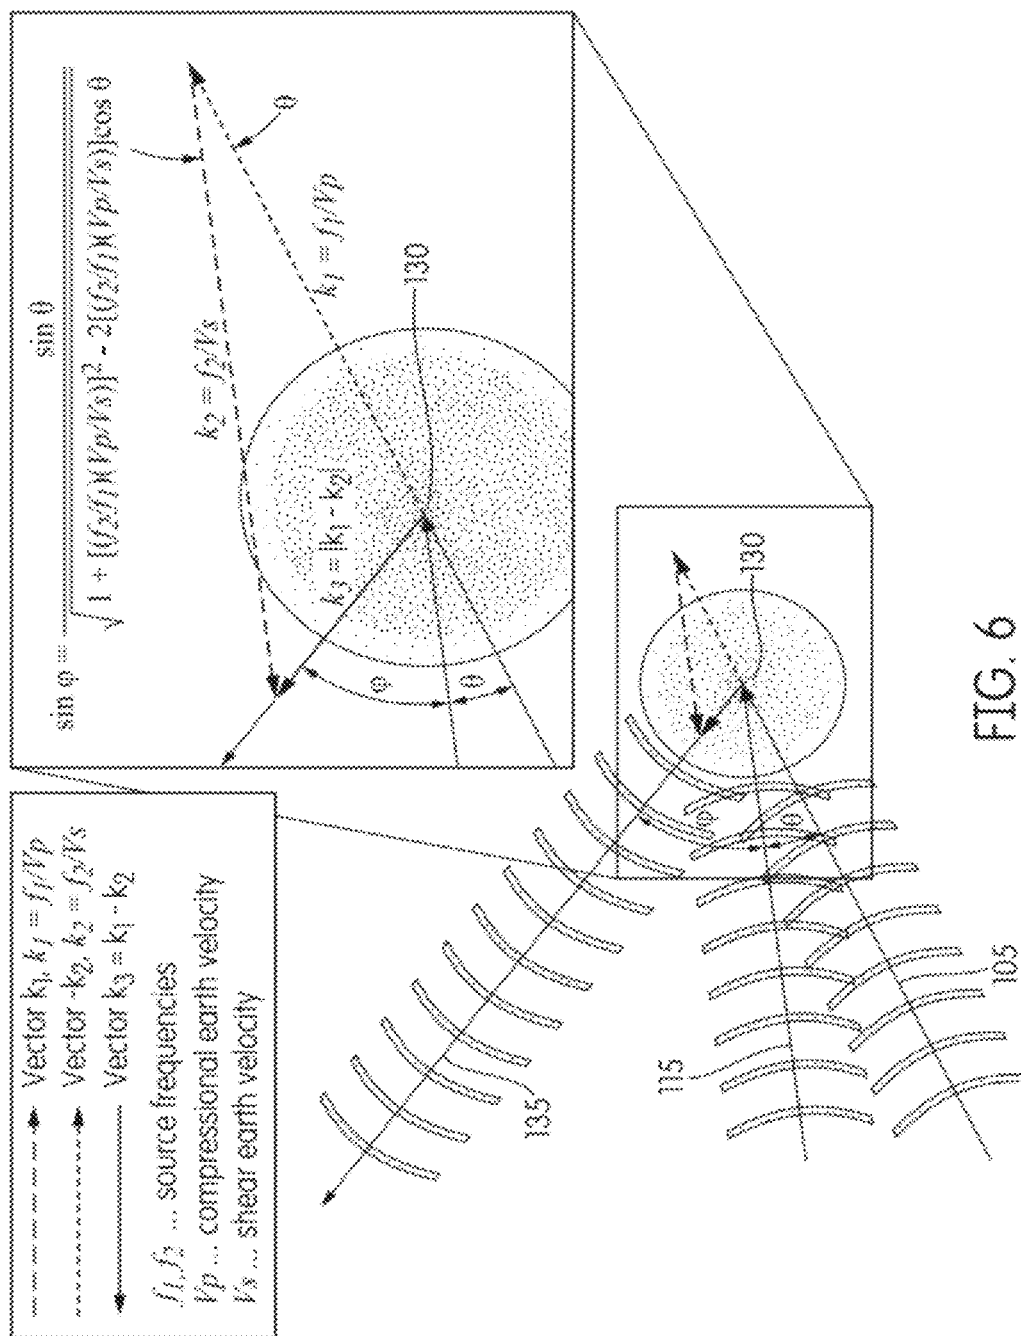 Vector k₁, k₁ = f₁/Vp
Vector -k₂, k₂ = f₂/Vs
Vector k₃ = k₁ - k₂
f₁,f₂ ... source frequencies
Vp ... compressional earth velocity
Vs ... shear earth velocity
sin φ = sin θ / √ 1 + [(f₂/f₁)(Vp/Vs)]² - 2[(f₂/f₁)(Vp/Vs)]cos θ
k₂ = f₂/Vs
θ
k₁ = f₁/Vp
k₃ = |k₁ - k₂|
φ
θ
130
135
115
105
φ
θ
130
FIG. 6